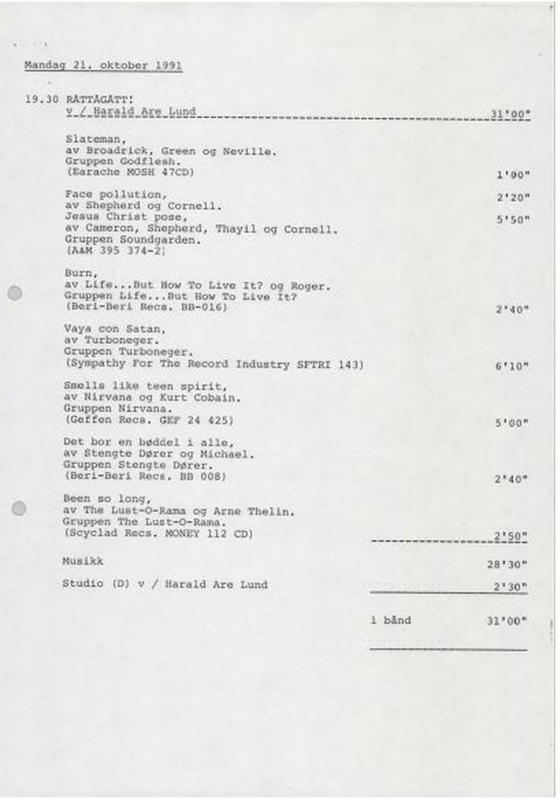 Mandag 21. oktober 1991
19.30 RÅTTÅGÅTT!
v / Harald Are Lund 31'00"
Slateman,
av Broadrick, Green og Neville.
Gruppen Godflesh.
(Earache MOSH 47CD) 1'00"
Face pollution, 2'20"
av Shepherd og Cornell.
Jesus Christ pose, 5'50"
av Cameron, Shepherd, Thayil og Cornell.
Gruppen Soundgarden.
(A&M 395 374-2)
Burn,
av Life...But How To Live It? og Roger.
Gruppen Life...But How To Live It?
(Beri-Beri Recs. BB-016) 2'40"
Vaya con Satan,
av Turboneger.
Gruppen Turboneger.
(Sympathy For The Record Industry SFTRI 143) 6'10"
Smells like teen spirit,
av Nirvana og Kurt Cobain.
Gruppen Nirvana.
(Geffen Recs. GEF 24 425) 5'00"
Det bor en bøddel i alle,
av Stengte Dører og Michael.
Gruppen Stengte Dører.
(Beri-Beri Recs. BB 008) 2'40"
Been so long,
av The Lust-O-Rama og Arne Thelin.
Gruppen The Lust-O-Rama.
(Scyclad Recs. MONEY 112 CD) 2'50"
Musikk 28'30"
Studio (D) v / Harald Are Lund 2'30"
1 bånd 31'00"